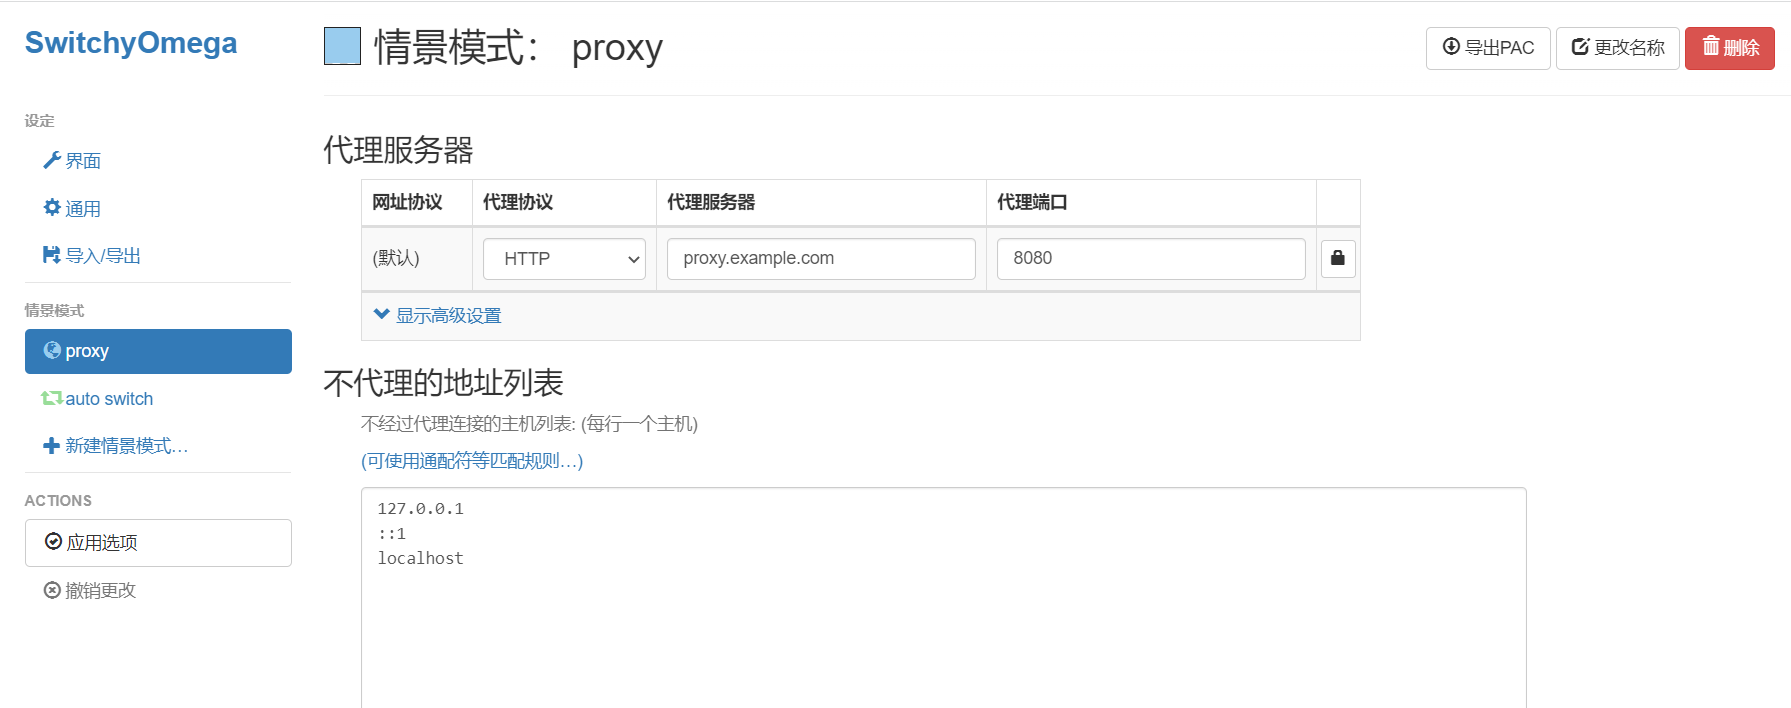 SwitchyOmega
设定
界面
通用
导入/导出
情景模式
proxy
auto switch
新建情景模式…
ACTIONS
应用选项
撤销更改
情景模式： proxy
导出PAC
更改名称
删除
代理服务器
网址协议 代理协议 代理服务器 代理端口
(默认) HTTP proxy.example.com 8080
显示高级设置
不代理的地址列表
不经过代理连接的主机列表: (每行一个主机)
(可使用通配符等匹配规则…)
127.0.0.1
::1
localhost